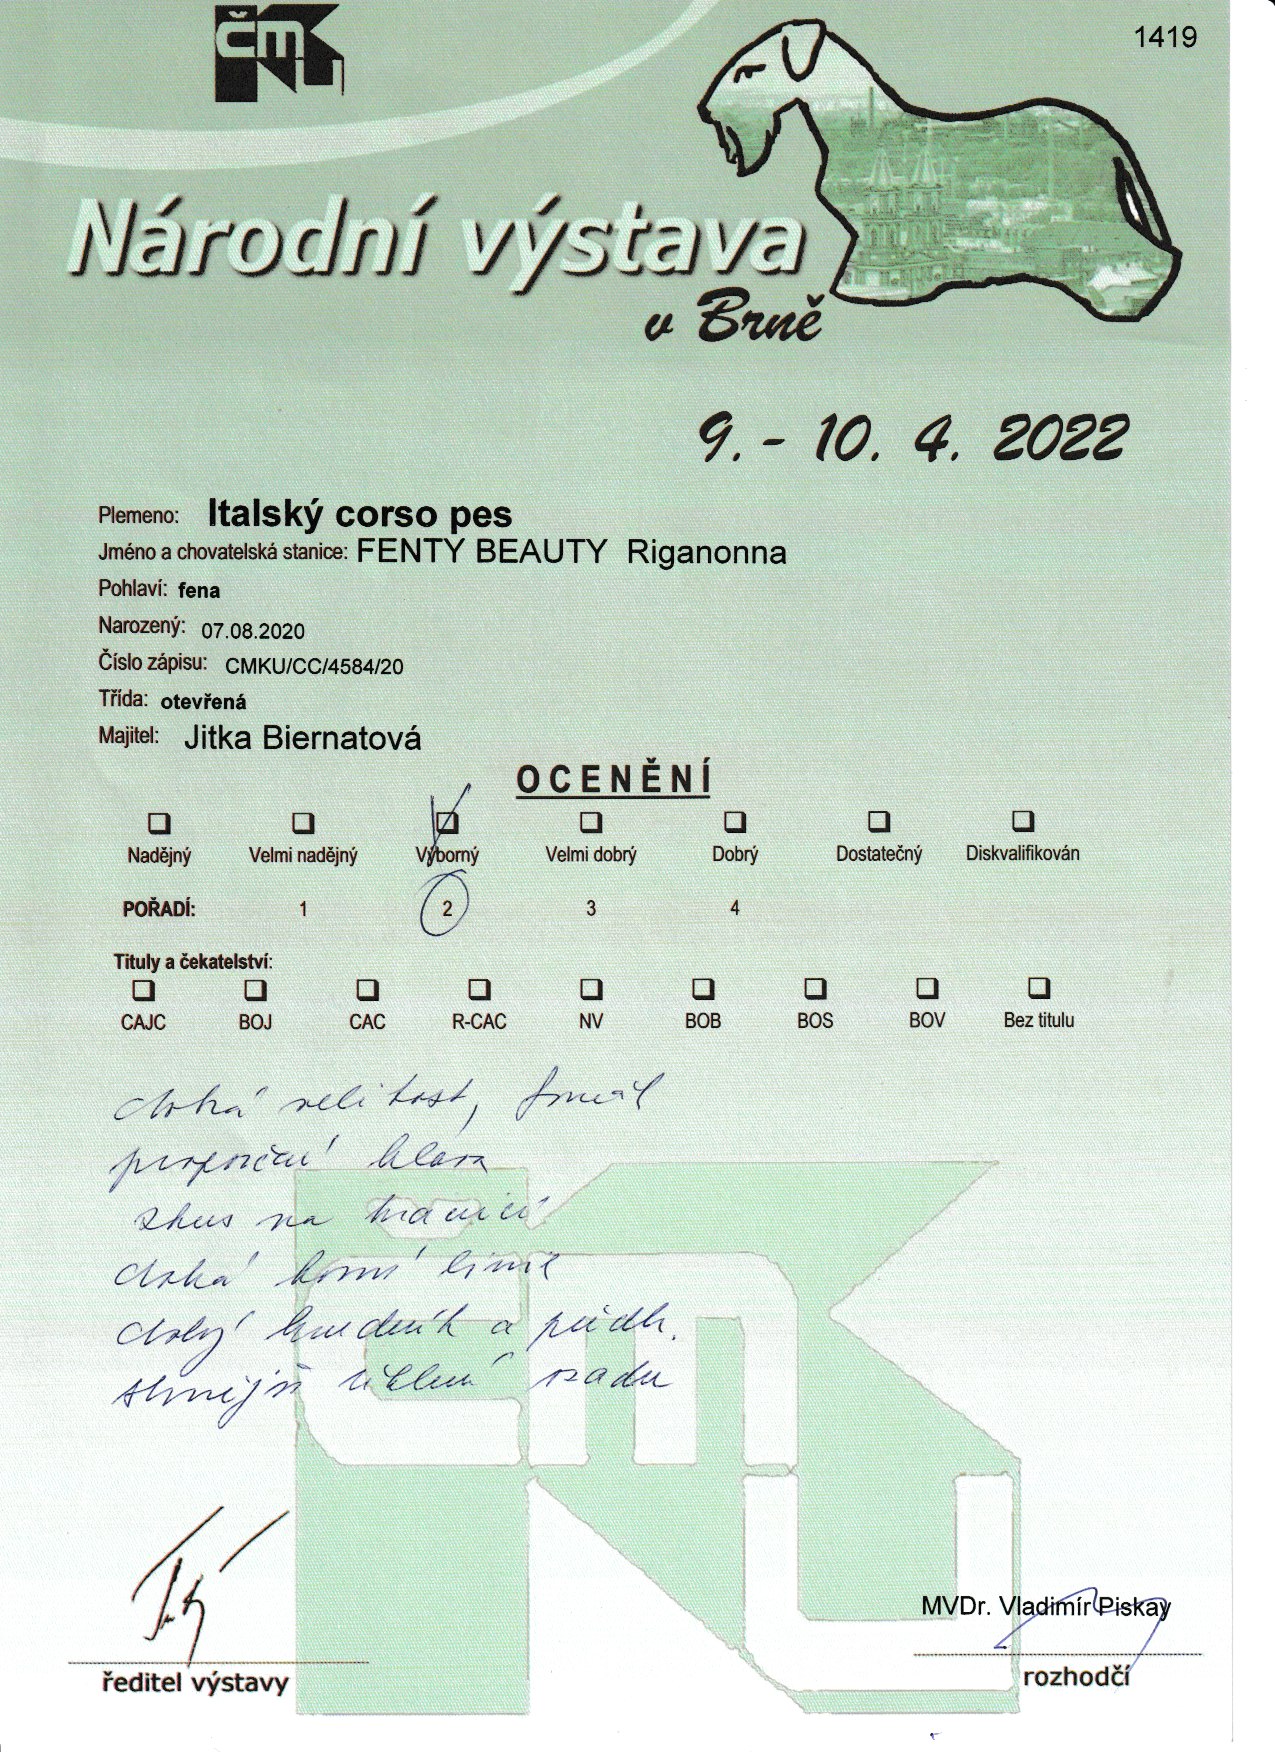 ČMKU
1419
Národní výstava
v Brně
9. - 10. 4. 2022
Plemeno: Italský corso pes
Jméno a chovatelská stanice: FENTY BEAUTY Riganonna
Pohlaví: fena
Narozený: 07.08.2020
Číslo zápisu: CMKU/CC/4584/20
Třída: otevřená
Majitel: Jitka Biernatová
OCENĚNÍ
Nadějný Velmi nadějný Výborný Velmi dobrý Dobrý Dostatečný Diskvalifikován
POŘADÍ: 1 2 3 4
Tituly a čekatelství:
CAJC BOJ CAC R-CAC NV BOB BOS BOV Bez titulu
dobrá velikost, formát
proporční hlava
skus na hranici
dobrá horní linie
dobrý hrudník a předh.
úhlení vzadu
MVDr. Vladimír Piskay
ředitel výstavy
rozhodčí